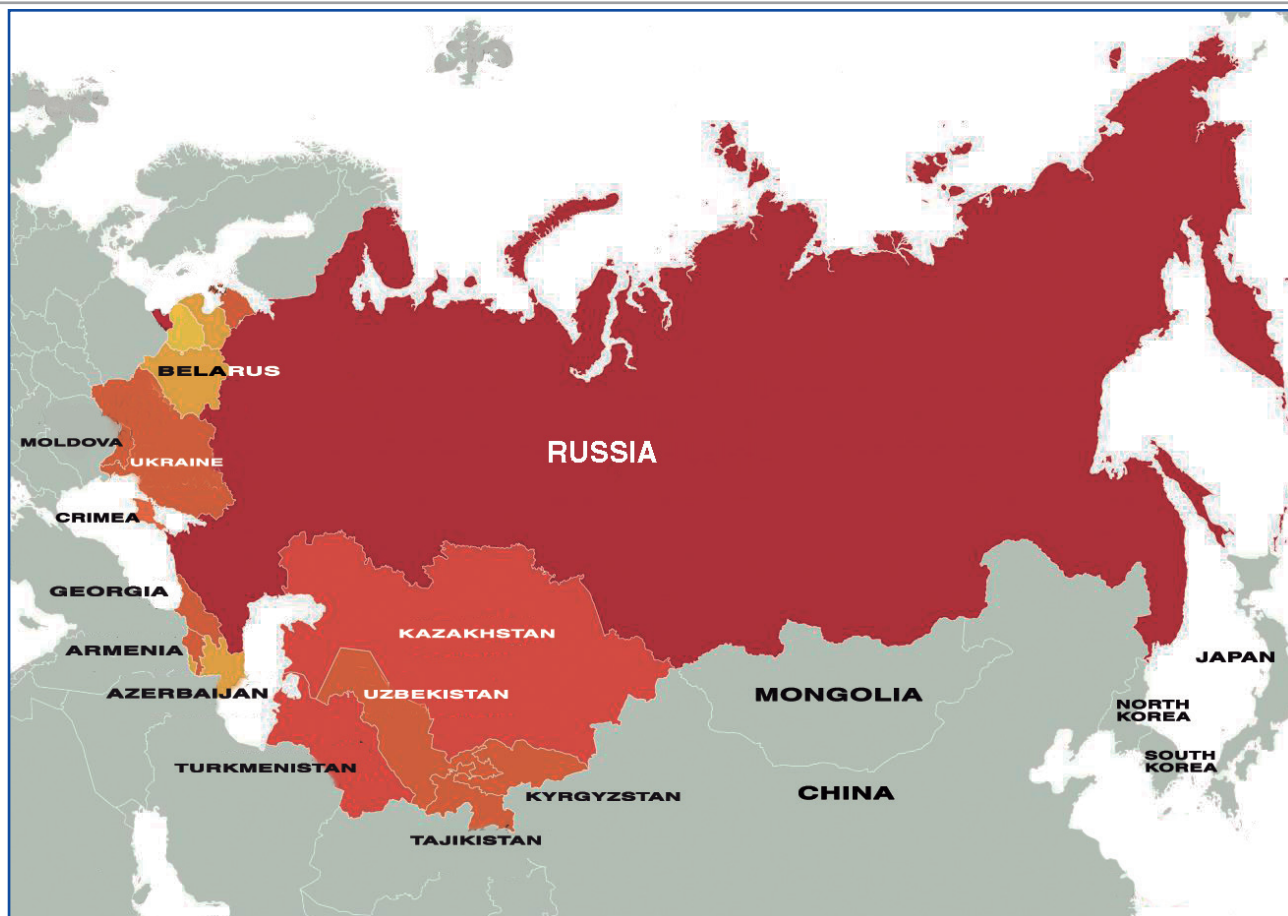 BELARUS
RUSSIA
MOLDOVA
UKRAINE
CRIMEA
GEORGIA
KAZAKHSTAN
ARMENIA
JAPAN
AZERBAIJAN
UZBEKISTAN
MONGOLIA
NORTH
KOREA
SOUTH
KOREA
TURKMENISTAN
KYRGYZSTAN
CHINA
TAJIKISTAN